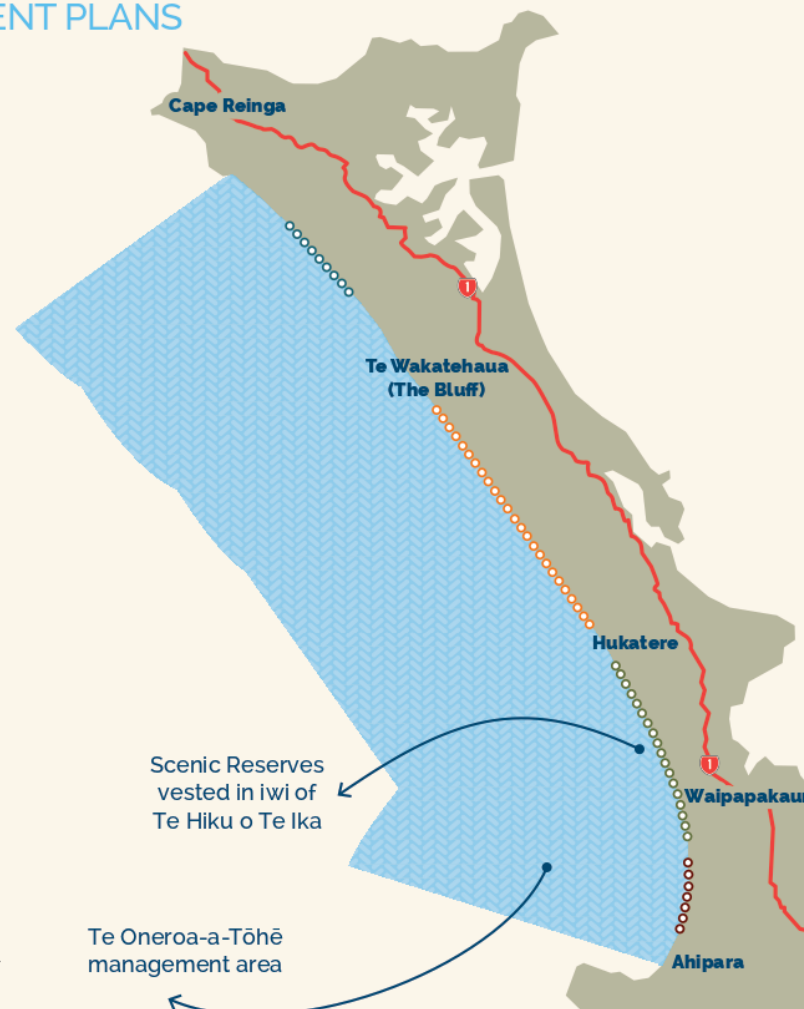 ENT PLANS
Cape Reinga
1
Te Wakatehaua
(The Bluff)
Hukatere
Scenic Reserves
vested in iwi of
Te Hiku o Te Ika
1
Waipapakaur
Te Oneroa-a-Tōhē
management area
Ahipara